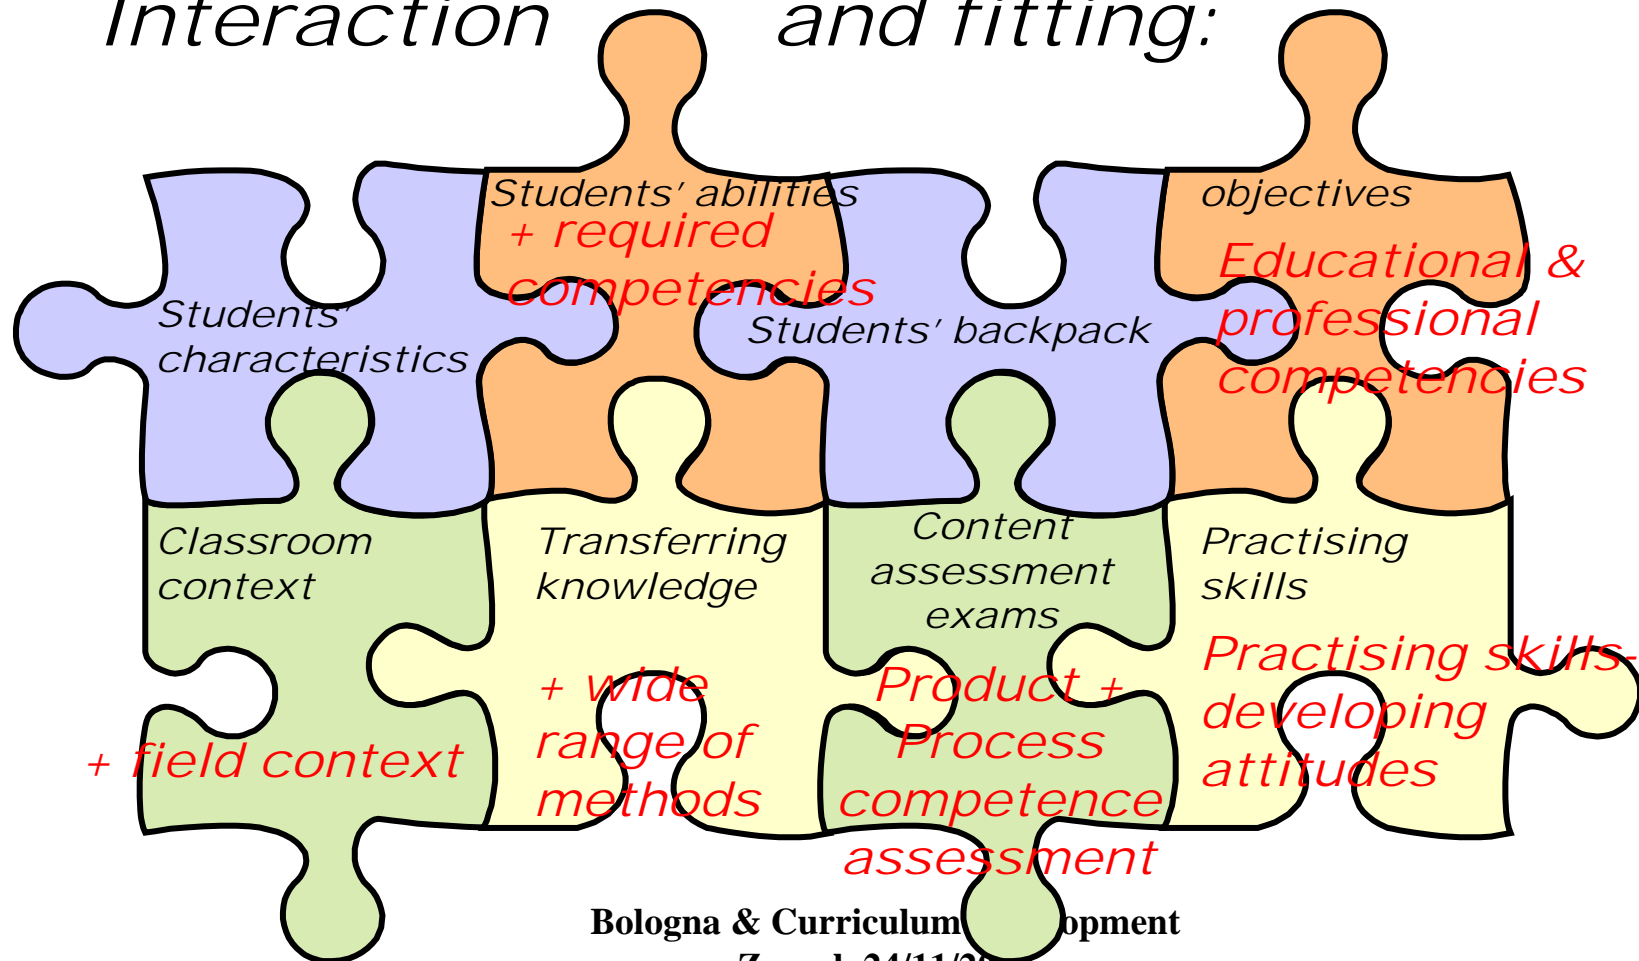 Interaction and fitting:
Students' abilities
+ required
competencies
objectives
Educational &
professional
competencies
Students'
characteristics
Students' backpack
Classroom
context
+ field context
Transferring
knowledge
+ wide
range of
methods
Content
assessment
exams
Product +
Process
competence
assessment
Practising
skills
Practising skills-
developing
attitudes
Bologna & Curriculum opment
24/11/